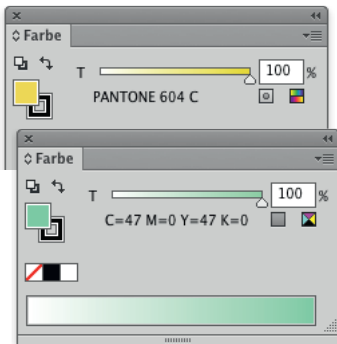 Farbe
T 100 %
PANTONE 604 C
Farbe
T 100 %
C=47 M=0 Y=47 K=0